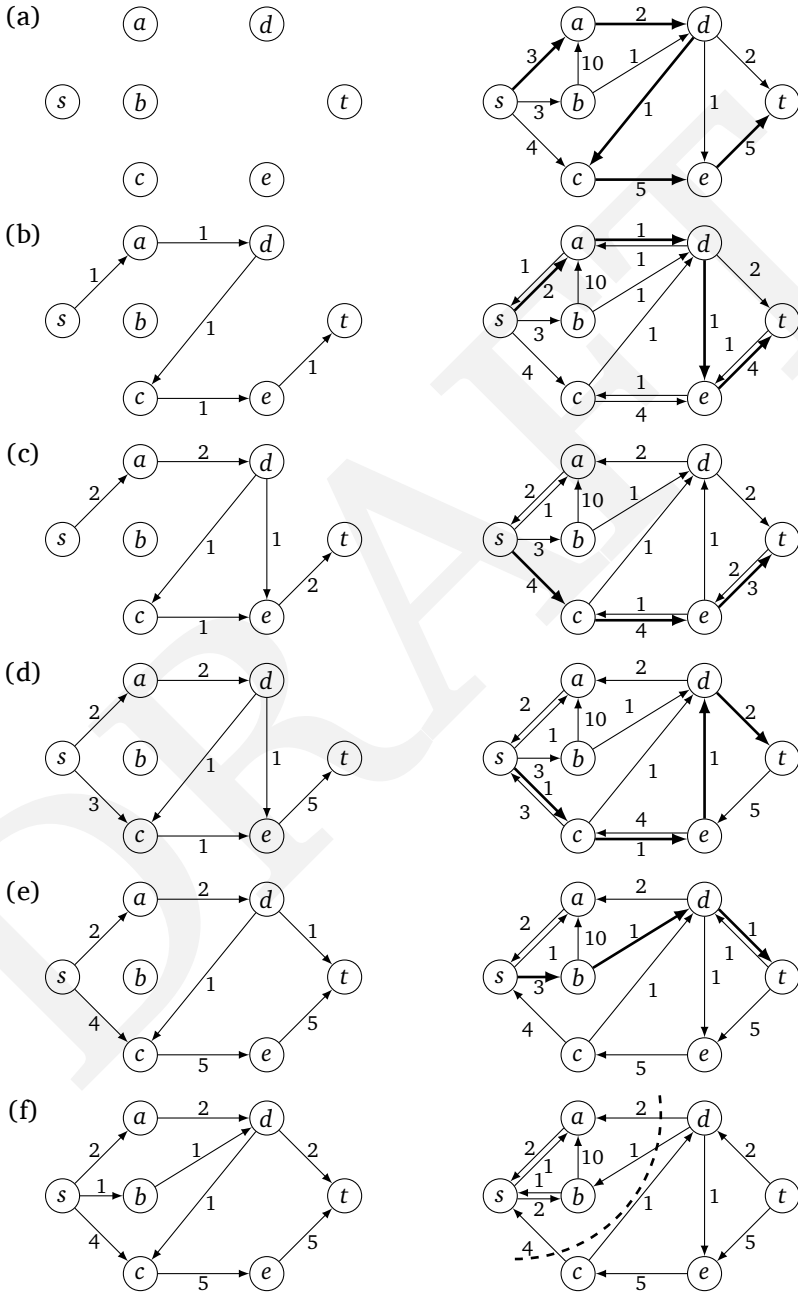 (a) a d a 2 d
3 10 1 2
s b t s b t
3 1 1
4 5
c e c 5 e
(b) a 1 d a 1 d
1 1 2 10 1 1 2
s b t s 3 b t
1 1 4 1 1 1 4
c 1 e c 1 4 e
(c) a 2 d a 2 d
2 2 1 10 1 2
s b t s 3 b t
1 1 2 4 1 1 2 3
c 1 e c 1 4 e
(d) a 2 d a 2 d
2 2 1 10 1 2
s b t s 3 b t
3 1 1 5 1 3 1 1 5
c 1 e c 4 1 e
(e) a 2 d a 2 d
2 1 2 1 10 1 1 1
s b t s 3 b t
4 1 5 4 1 1 5
c 5 e c 5 e
(f) a 2 d a 2 d
2 1 2 2 1 10 1 2
s 1 b t s 1 2 b t
4 1 5 4 1 1 5
c 5 e c 5 e
DRAFT